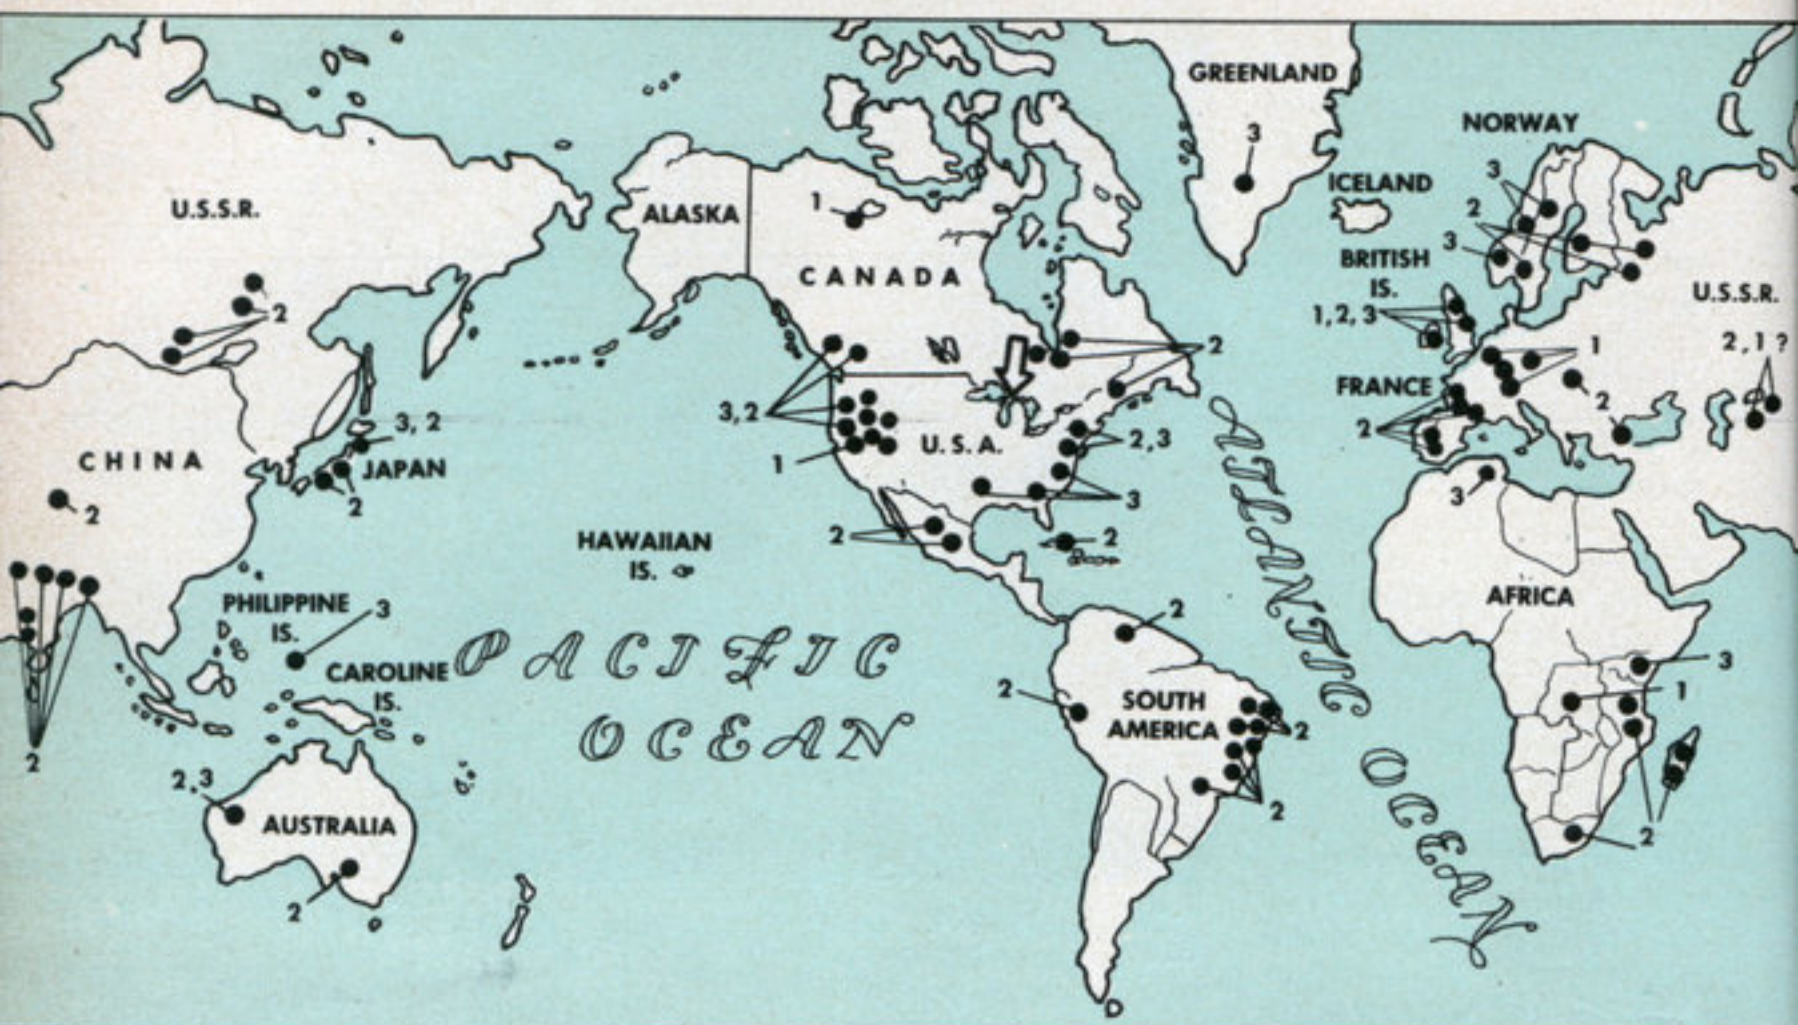 GREENLAND
3
NORWAY
3
ICELAND
2
U.S.S.R.
ALASKA
1
3
CANADA
BRITISH
IS.
U.S.S.R.
2
1, 2, 3
2
1
2, 1 ?
FRANCE
3, 2
2
3, 2
2
2, 3
U.S.A.
CHINA
JAPAN
1
2
2
3
3
2
HAWAIIAN
IS.
2
ATLANTIC OCEAN
AFRICA
PHILIPPINE
IS.
3
2
PACIFIC
OCEAN
CAROLINE
IS.
3
2
1
SOUTH
AMERICA
2
2
2,3
AUSTRALIA
2
2
2